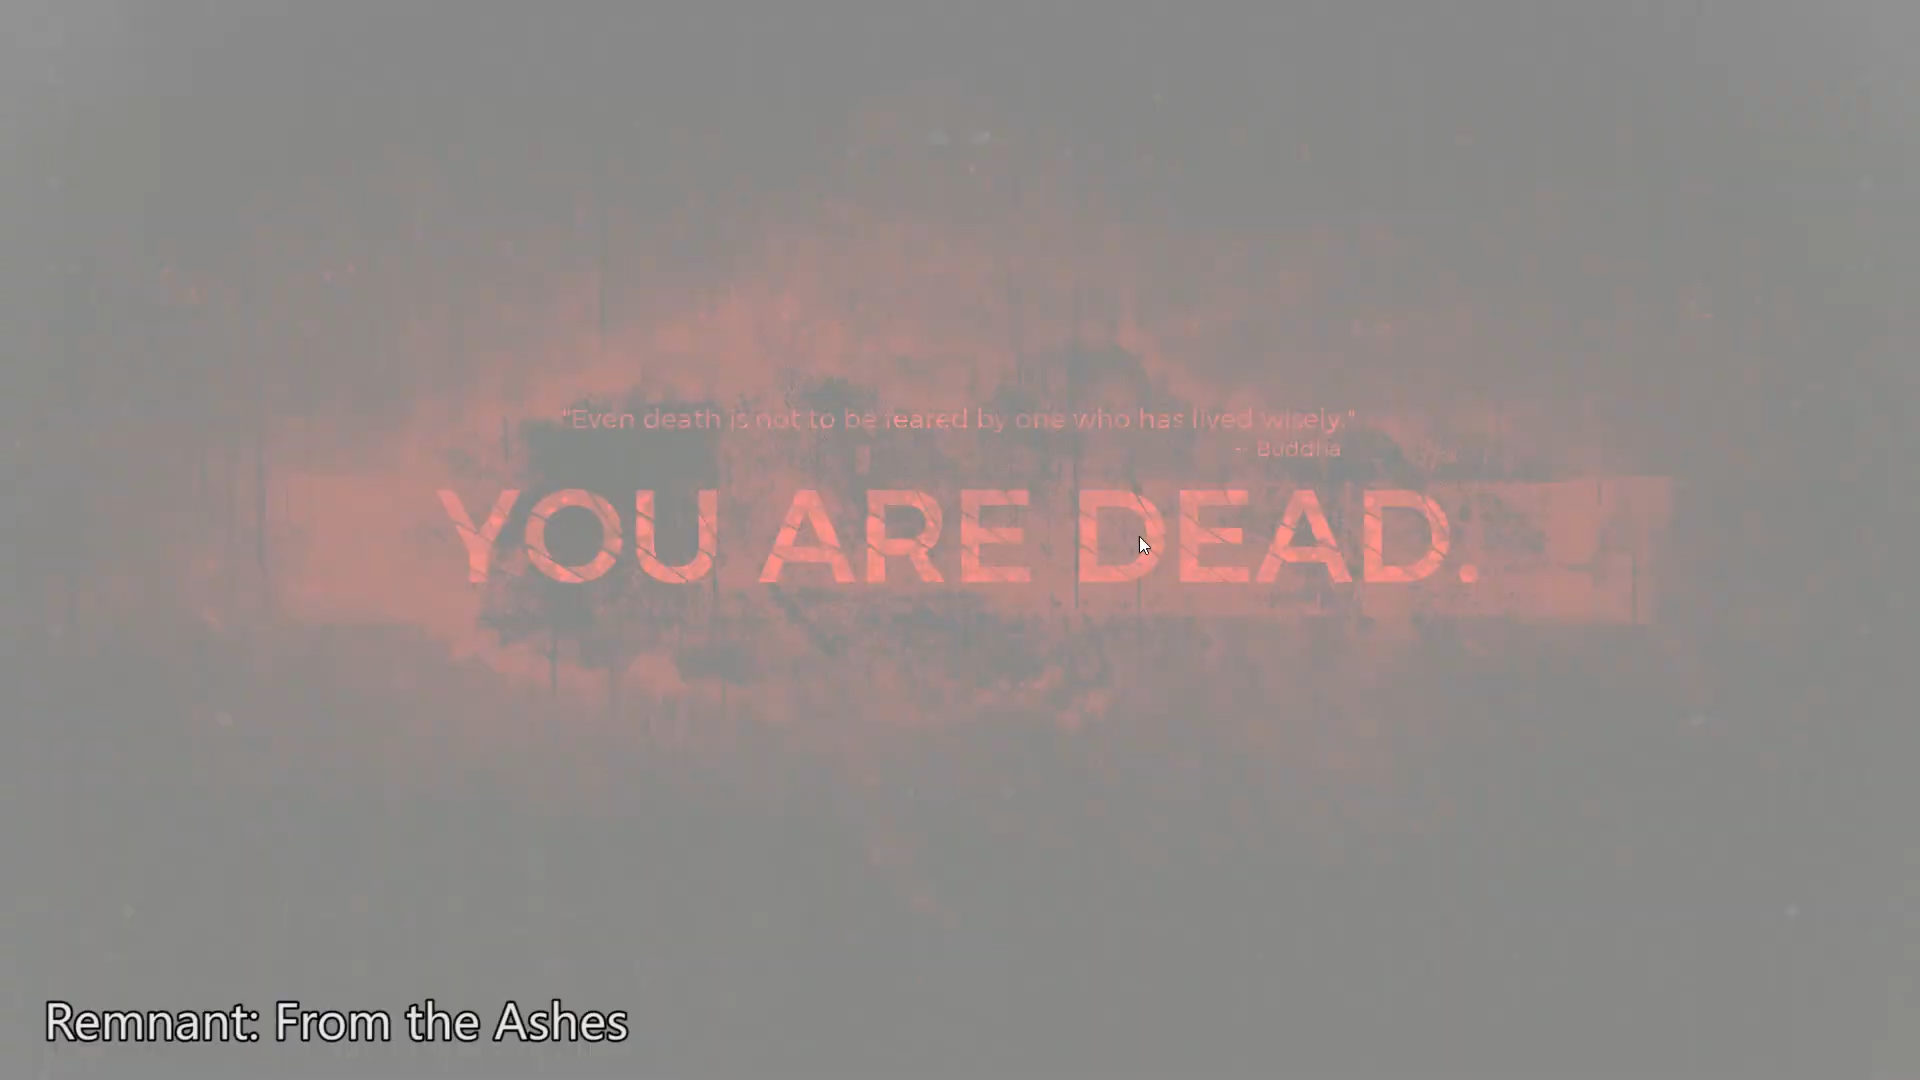 "Even death is not to be feared by one who has lived wisely."
~ Buddha
YOU ARE DEAD.
Remnant: From the Ashes